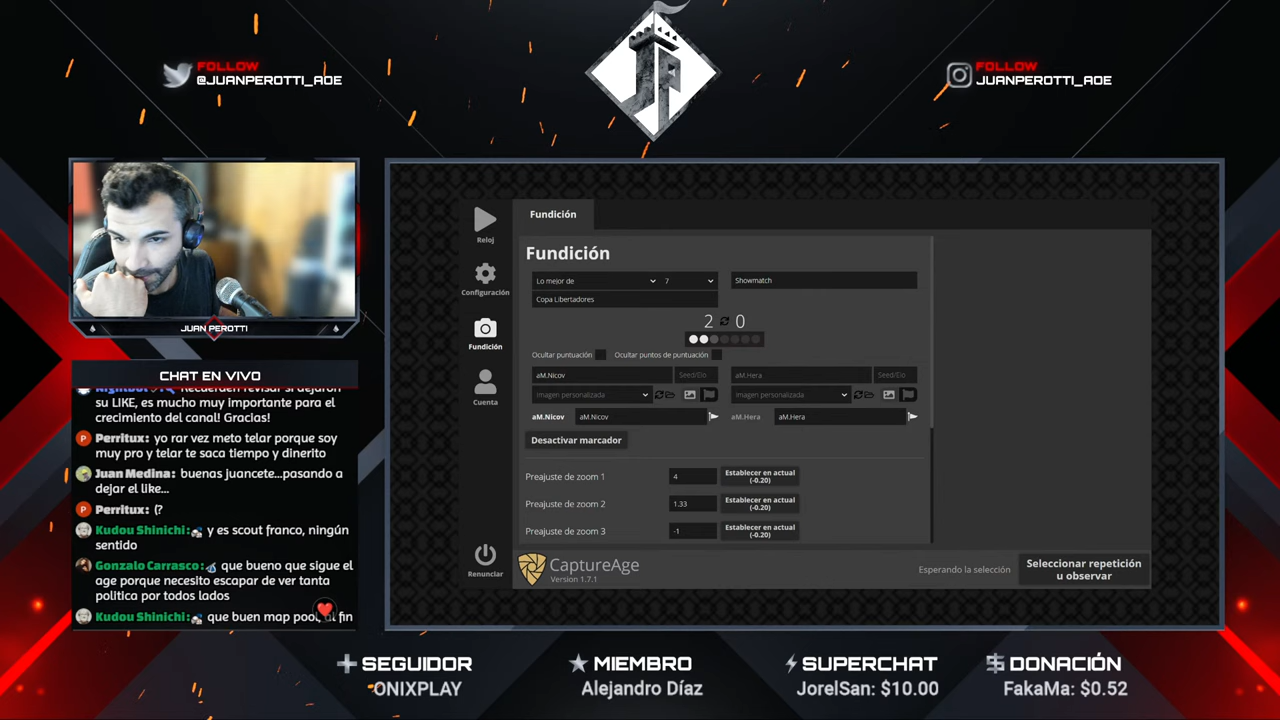 FOLLOW
@JUANPEROTTI_AOE
JP
FOLLOW
JUANPEROTTI_AOE
JUAN PEROTTI
CHAT EN VIVO
Recuerden revisar si dejaron
su LIKE, es mucho muy importante para el
crecimiento del canal! Gracias!
P Perritux: yo rar vez meto telar porque soy
muy pro y telar te saca tiempo y dinerito
Juan Medina: buenas juancete...pasando a
dejar el like...
P Perritux: (?
Kudou Shinichi: y es scout franco, ningún
sentido
Gonzalo Carrasco: que bueno que sigue el
age porque necesito escapar de ver tanta
politica por todos lados
Kudou Shinichi: que buen map pool, al fin
Reloj
Configuración
Fundición
Cuenta
Renunciar
Fundición
Fundición
Lo mejor de 7 Showmatch
Copa Libertadores
2 0
Ocultar puntuación Ocultar puntos de puntuación
aM.Nicov Seed/Elo aM.Hera Seed/Elo
Imagen personalizada Imagen personalizada
aM.Nicov aM.Nicov aM.Hera aM.Hera
Desactivar marcador
Preajuste de zoom 1 4 Establecer en actual
(-0.20)
Preajuste de zoom 2 1.33 Establecer en actual
(-0.20)
Preajuste de zoom 3 -1 Establecer en actual
(-0.20)
CaptureAge
Version 1.7.1
Esperando la selección
Seleccionar repetición
u observar
SEGUIDOR
ONIXPLAY
MIEMBRO
Alejandro Díaz
SUPERCHAT
JorelSan: $10.00
DONACIÓN
FakaMa: $0.52